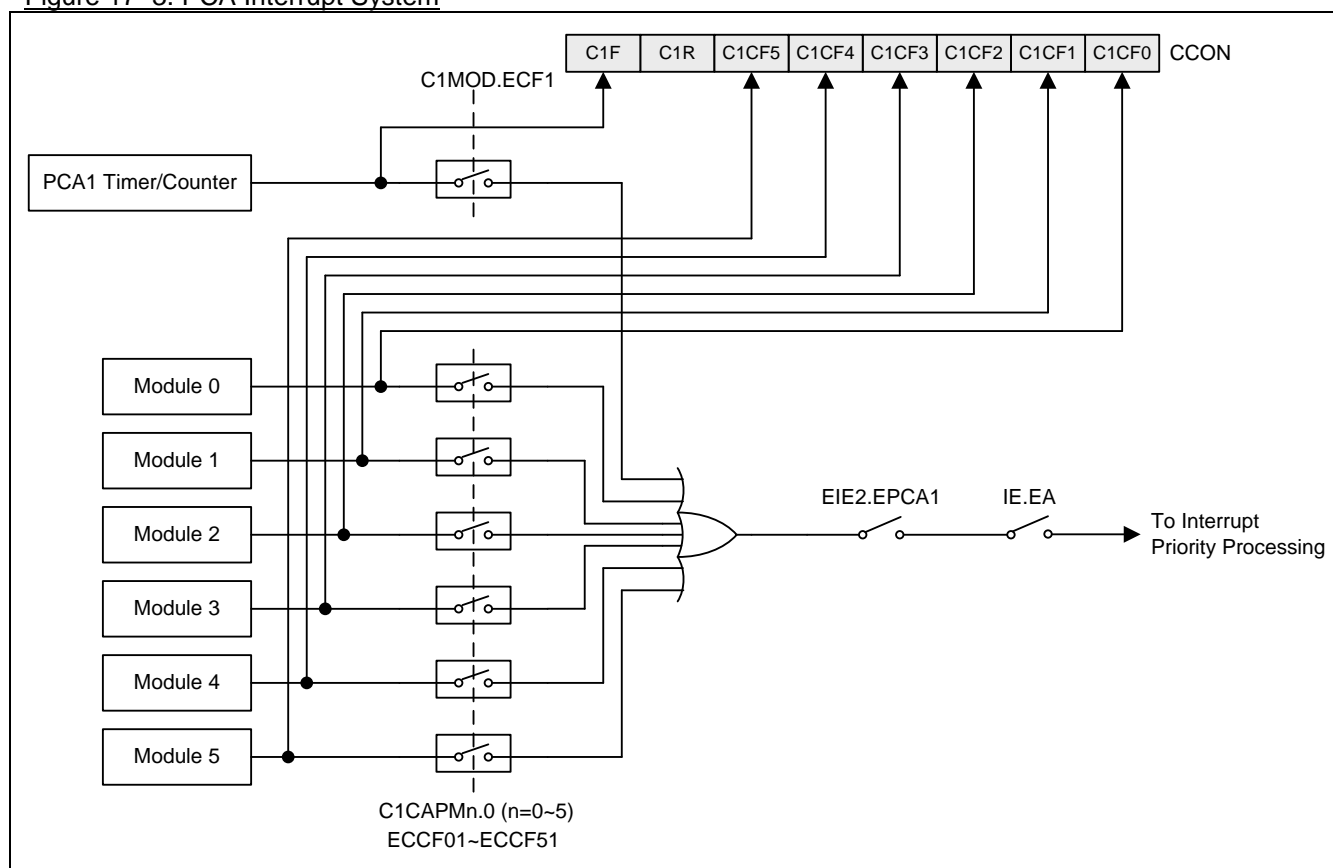 Figure 17-3. PCA Interrupt System
C1F C1R C1CF5 C1CF4 C1CF3 C1CF2 C1CF1 C1CF0 CCON
C1MOD.ECF1
PCA1 Timer/Counter
Module 0
Module 1
Module 2
Module 3
Module 4
Module 5
EIE2.EPCA1
IE.EA
To Interrupt
Priority Processing
C1CAPMn.0 (n=0~5)
ECCF01~ECCF51